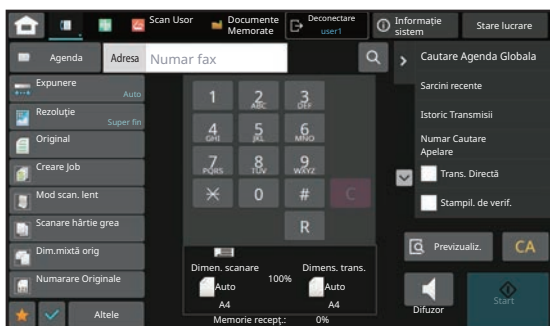 Scan Usor
Documente Memorate
Deconectare
user1
Informație sistem
Stare lucrare
Agenda
Adresa
Numar fax
Cautare Agenda Globala
Expunere
Auto
Rezoluție
Super fin
Original
Creare Job
Mod scan. lent
Scanare hârtie grea
Dim.mixtă orig
Numarare Originale
Altele
1
2 ABC
3 DEF
4 GHI
5 JKL
6 MNO
7 PQRS
8 TUV
9 WXYZ
0
#
C
R
Dimen. scanare
100%
Dimens. trans.
Auto
Auto
A4
A4
Memorie recepț.: 0%
Sarcini recente
Istoric Transmisii
Numar Cautare
Apelare
Trans. Directă
Stampil. de verif.
Previzualiz.
CA
Difuzor
Start